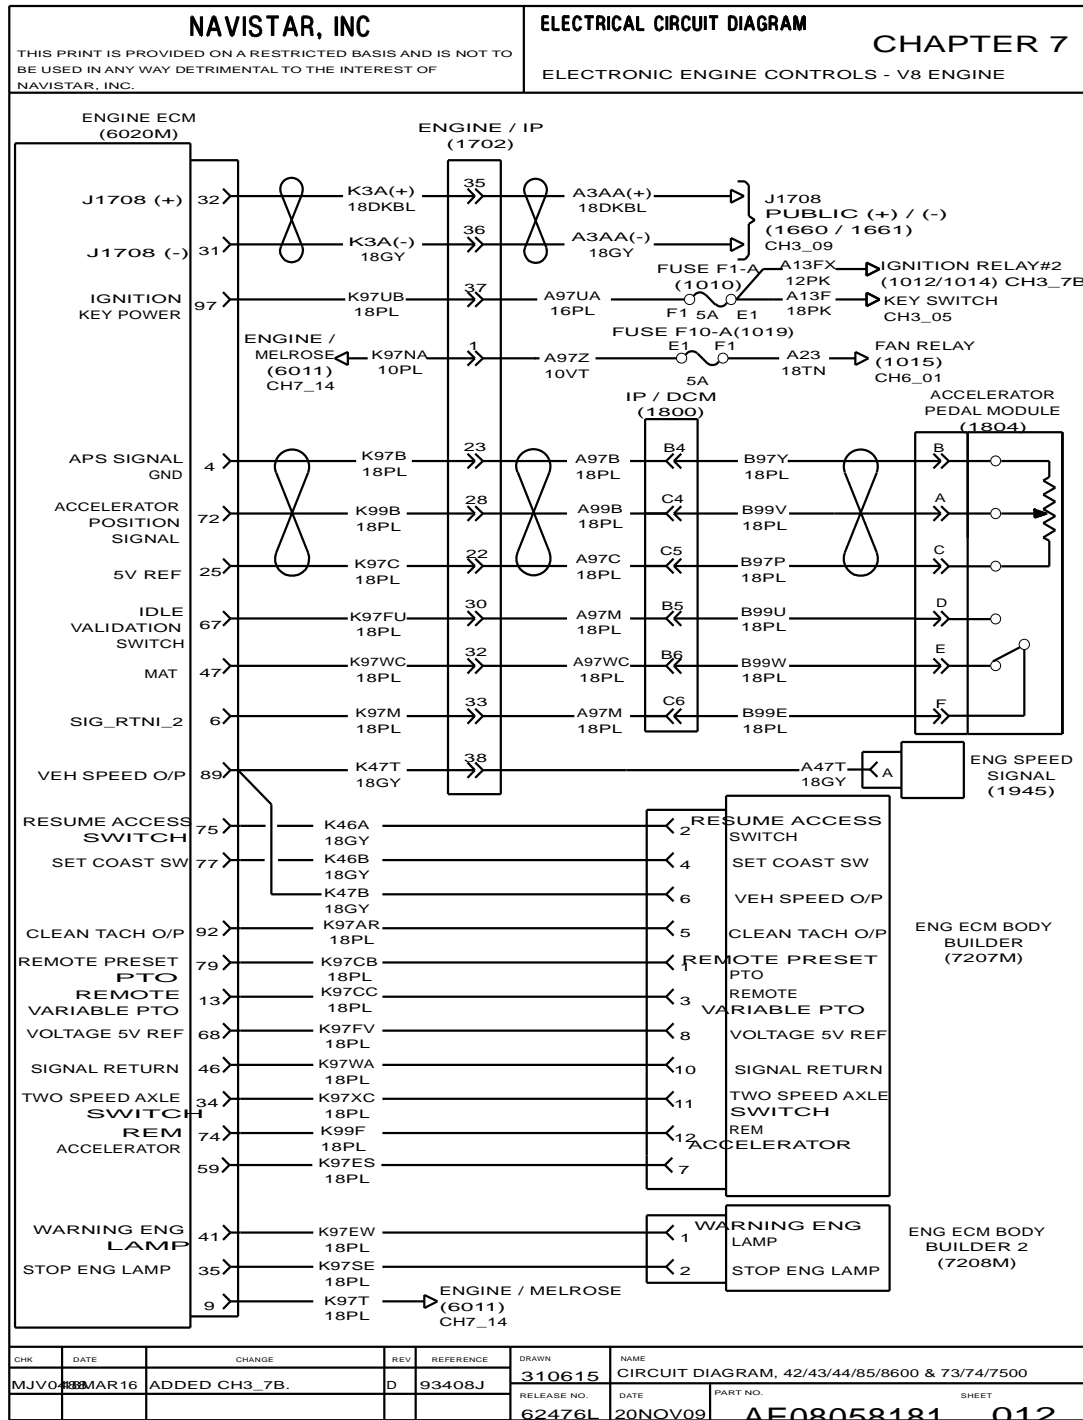 NAVISTAR, INC
THIS PRINT IS PROVIDED ON A RESTRICTED BASIS AND IS NOT TO
BE USED IN ANY WAY DETRIMENTAL TO THE INTEREST OF
NAVISTAR, INC.
ELECTRICAL CIRCUIT DIAGRAM
CHAPTER 7
ELECTRONIC ENGINE CONTROLS - V8 ENGINE
ENGINE ECM
(6020M)
ENGINE / IP
(1702)
J1708 (+) 32 K3A(+) 35 A3AA(+)
18DKBL 18DKBL
J1708
PUBLIC (+) / (-)
(1660 / 1661)
CH3_09
J1708 (-) 31 K3A(-) 36 A3AA(-)
18GY 18GY
FUSE F1-A
(1010)
A13FX
12PK
IGNITION RELAY#2
(1012/1014) CH3_7B
IGNITION
KEY POWER
97 K97UB 37 A97UA F1 5A E1 A13F
18PL 16PL 18PK
KEY SWITCH
CH3_05
FUSE F10-A(1019)
ENGINE /
MELROSE
(6011)
CH7_14
K97NA 1 A97Z E1 F1 A23
10PL 10VT 5A 18TN
FAN RELAY
(1015)
CH6_01
IP / DCM
(1800)
ACCELERATOR
PEDAL MODULE
(1804)
APS SIGNAL
GND
4 K97B 23 A97B B4 B97Y B
18PL 18PL 18PL
ACCELERATOR
POSITION
SIGNAL
72 K99B 28 A99B C4 B99V A
18PL 18PL 18PL
5V REF 25 K97C 22 A97C C5 B97P C
18PL 18PL 18PL
IDLE
VALIDATION
SWITCH
67 K97FU 30 A97M B5 B99U D
18PL 18PL 18PL
MAT 47 K97WC 32 A97WC B6 B99W E
18PL 18PL 18PL
SIG_RTNI_2 6 K97M 33 A97M C6 B99E F
18PL 18PL 18PL
VEH SPEED O/P 89 K47T 38 A47T A
18GY 18GY
ENG SPEED
SIGNAL
(1945)
RESUME ACCESS
SWITCH
75 K46A 2 RESUME ACCESS
18GY SWITCH
SET COAST SW 77 K46B 4 SET COAST SW
18GY
K47B 6 VEH SPEED O/P
18GY
CLEAN TACH O/P 92 K97AR 5 CLEAN TACH O/P
18PL
ENG ECM BODY
BUILDER
(7207M)
REMOTE PRESET
PTO
79 K97CB 1 REMOTE PRESET
18PL PTO
REMOTE
VARIABLE PTO
13 K97CC 3 REMOTE
18PL VARIABLE PTO
VOLTAGE 5V REF 68 K97FV 8 VOLTAGE 5V REF
18PL
SIGNAL RETURN 46 K97WA 10 SIGNAL RETURN
18PL
TWO SPEED AXLE
SWITCH
34 K97XC 11 TWO SPEED AXLE
18PL SWITCH
REM
ACCELERATOR
74 K99F 12 REM
18PL ACCELERATOR
59 K97ES 7
18PL
WARNING ENG
LAMP
41 K97EW 1 WARNING ENG
18PL LAMP
STOP ENG LAMP 35 K97SE 2 STOP ENG LAMP
18PL
ENG ECM BODY
BUILDER 2
(7208M)
9 K97T
18PL
ENGINE / MELROSE
(6011)
CH7_14
CHK DATE CHANGE REV REFERENCE DRAWN NAME
MAR16 ADDED CH3_7B. D 93408J 310615 CIRCUIT DIAGRAM, 42/43/44/85/8600 & 73/74/7500
RELEASE NO. DATE PART NO. SHEET
62476L 20NOV09 AE08058181 012